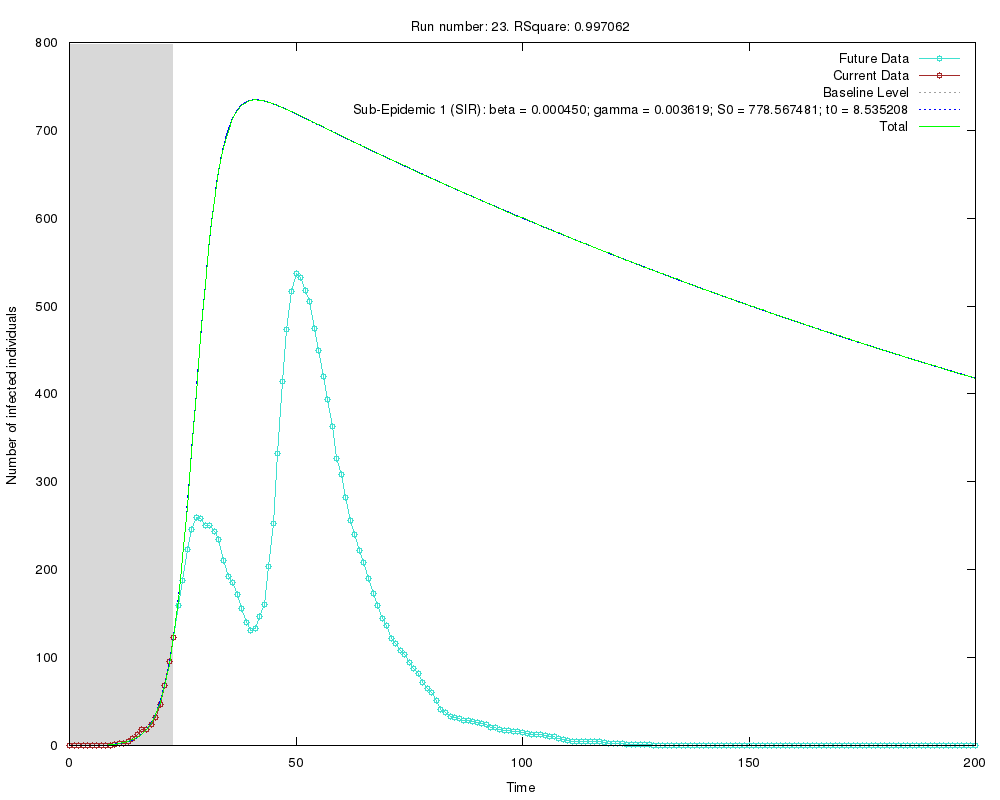 Run number: 23. RSquare: 0.997062
800
700
600
500
400
300
200
100
0
Number of infected individuals
Future Data
Current Data
Baseline Level
Sub-Epidemic 1 (SIR): beta = 0.000450; gamma = 0.003619; S0 = 778.567481; t0 = 8.535208
Total
0
50
100
150
200
Time